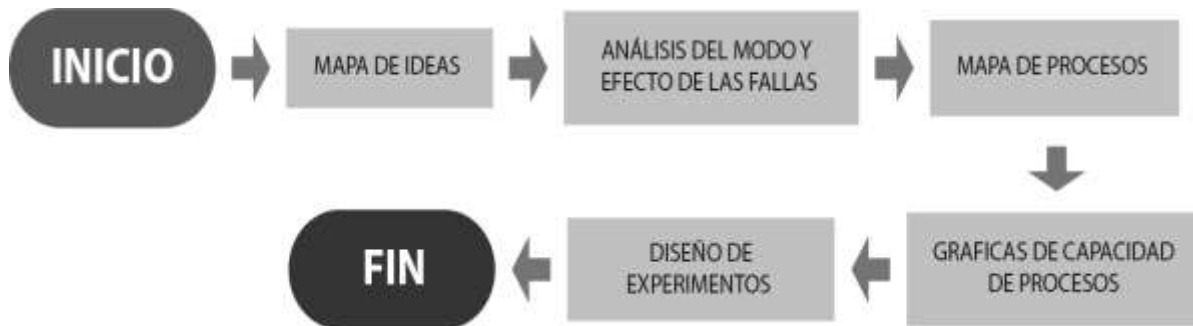 INICIO
MAPA DE IDEAS
ANÁLISIS DEL MODO Y
EFECTO DE LAS FALLAS
MAPA DE PROCESOS
GRAFICAS DE CAPACIDAD
DE PROCESOS
DISEÑO DE
EXPERIMENTOS
FIN